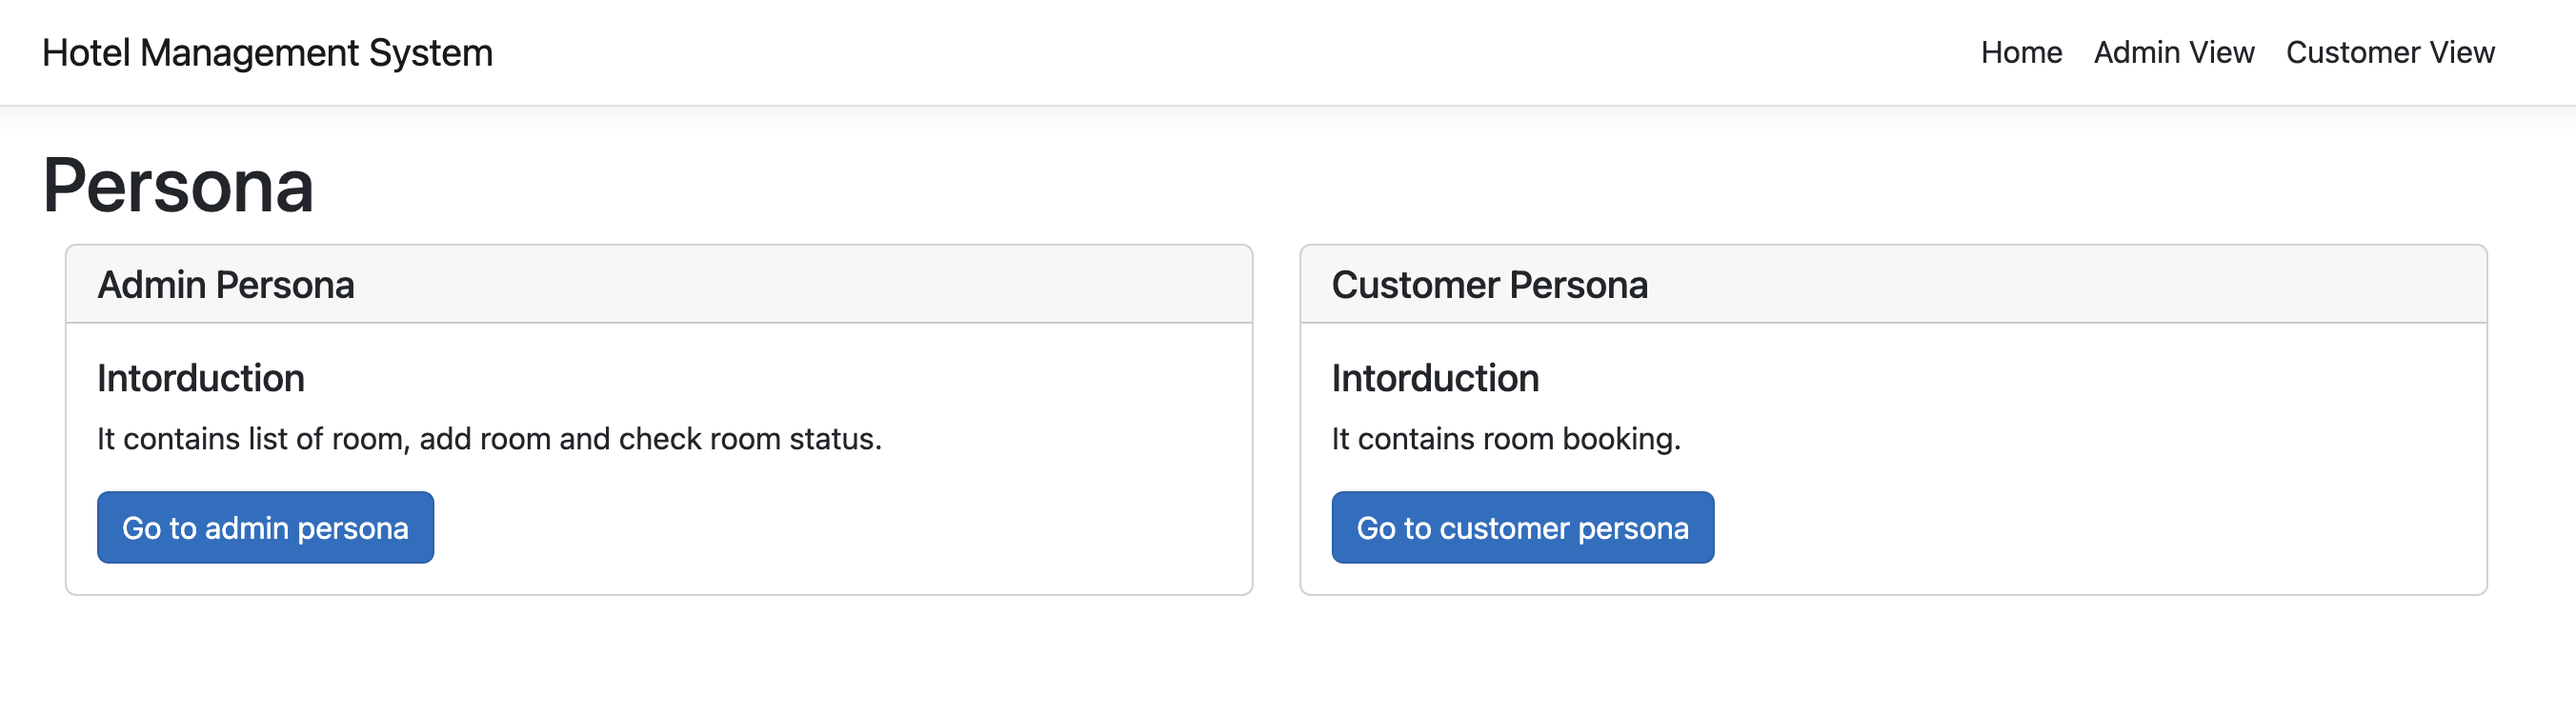 Hotel Management System
Home Admin View Customer View
Persona
Admin Persona
Intorduction
It contains list of room, add room and check room status.
Go to admin persona
Customer Persona
Intorduction
It contains room booking.
Go to customer persona